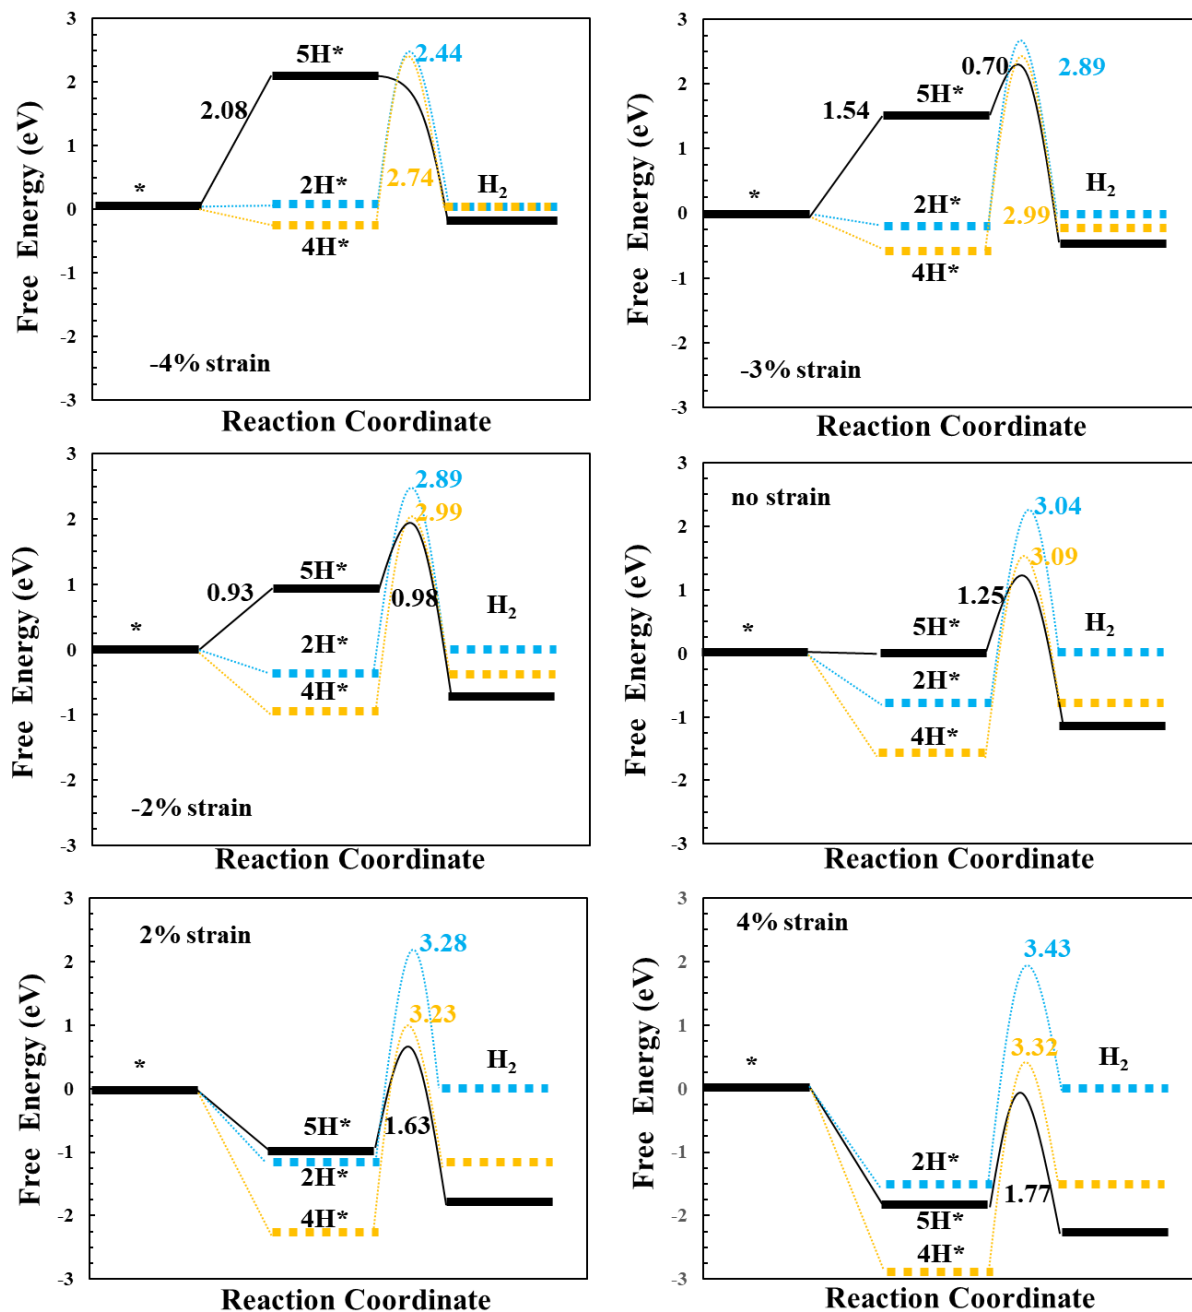 3
2
1
0
-1
-2
-3
Free Energy (eV)
5H*
2.44
2.08
*
2H*
2.74
H₂
4H*
-4% strain
Reaction Coordinate
3
2
1
0
-1
-2
-3
Free Energy (eV)
0.70
2.89
5H*
1.54
*
2H*
2.99
H₂
4H*
-3% strain
Reaction Coordinate
3
2
1
0
-1
-2
-3
Free Energy (eV)
2.89
2.99
5H*
0.93
0.98
*
2H*
H₂
4H*
-2% strain
Reaction Coordinate
3
2
1
0
-1
-2
-3
Free Energy (eV)
no strain
3.04
3.09
1.25
*
5H*
H₂
2H*
4H*
Reaction Coordinate
3
2
1
0
-1
-2
-3
Free Energy (eV)
2% strain
3.28
3.23
*
H₂
5H*
1.63
2H*
4H*
Reaction Coordinate
3
2
1
0
-1
-2
-3
Free Energy (eV)
4% strain
3.43
3.32
*
H₂
2H*
1.77
5H*
4H*
Reaction Coordinate